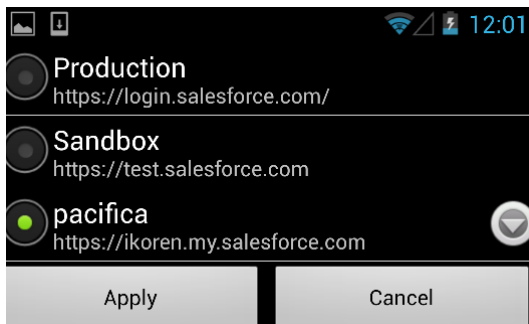 12:01
Production
https://login.salesforce.com/
Sandbox
https://test.salesforce.com
pacifica
https://ikoren.my.salesforce.com
Apply
Cancel